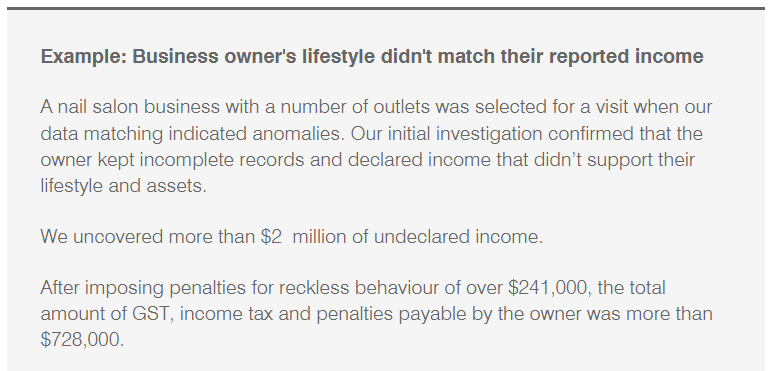 Example: Business owner's lifestyle didn't match their reported income
A nail salon business with a number of outlets was selected for a visit when our
data matching indicated anomalies. Our initial investigation confirmed that the
owner kept incomplete records and declared income that didn’t support their
lifestyle and assets.
We uncovered more than $2  million of undeclared income.
After imposing penalties for reckless behaviour of over $241,000, the total
amount of GST, income tax and penalties payable by the owner was more than
$728,000.